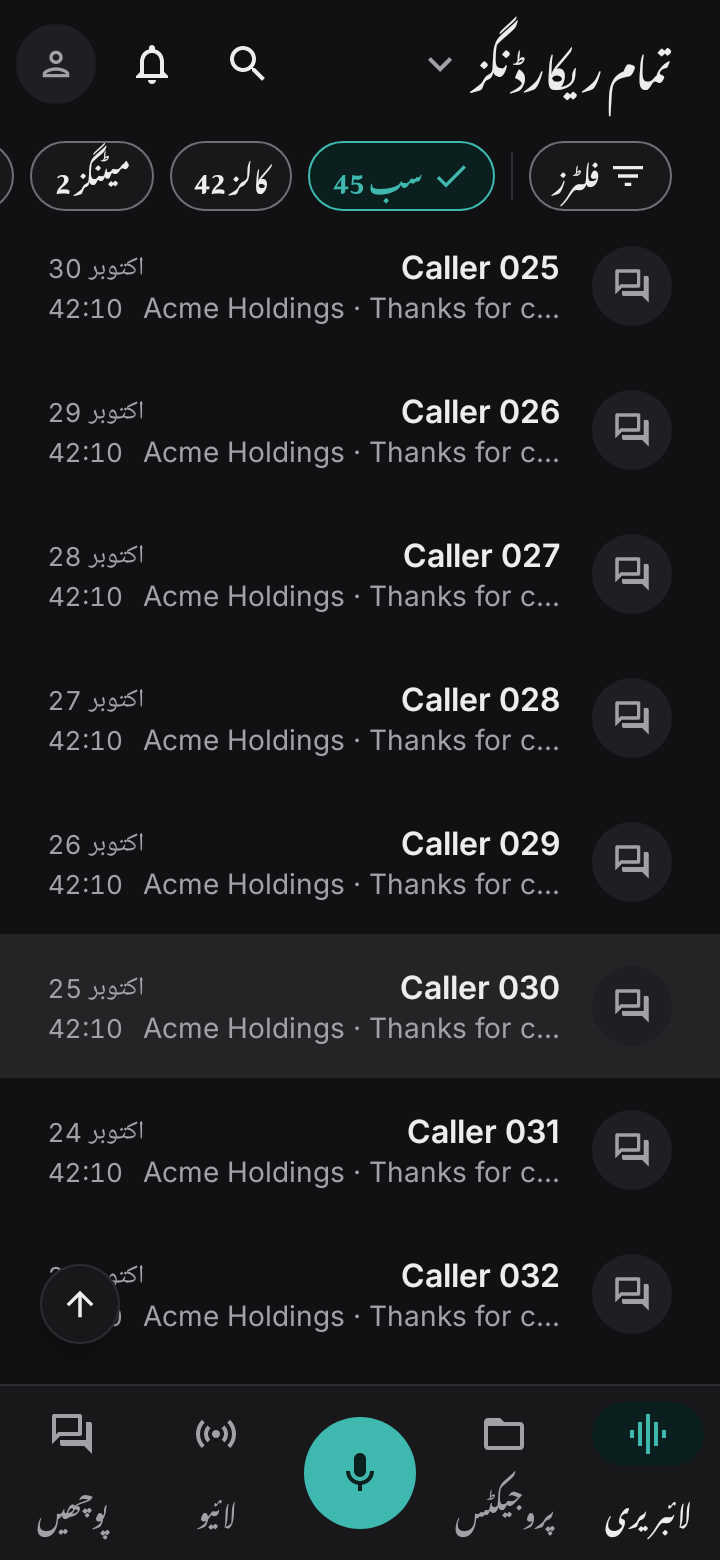 تمام ریکارڈنگز
فلٹرز
سب 45
کالز 42
میٹنگز 2
Caller 025
30 اکتوبر
Acme Holdings · Thanks for c…
42:10
Caller 026
29 اکتوبر
Acme Holdings · Thanks for c…
42:10
Caller 027
28 اکتوبر
Acme Holdings · Thanks for c…
42:10
Caller 028
27 اکتوبر
Acme Holdings · Thanks for c…
42:10
Caller 029
26 اکتوبر
Acme Holdings · Thanks for c…
42:10
Caller 030
25 اکتوبر
Acme Holdings · Thanks for c…
42:10
Caller 031
24 اکتوبر
Acme Holdings · Thanks for c…
42:10
Caller 032
Acme Holdings · Thanks for c…
لائبریری
پروجیکٹس
لائیو
پوچھیں